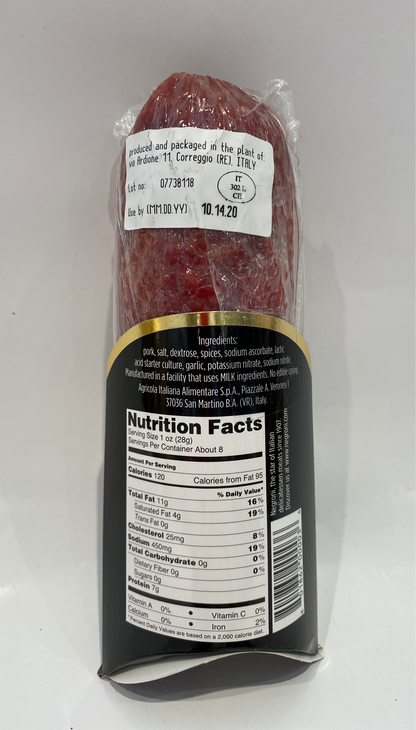 produced and packaged in the plant of:
via Ardione 11, Correggio (RE), ITALY
Lot no: 07738118
IT
302 L
CE
Use by (MM.DD.YY) 10.14.20
Ingredients:
pork, salt, dextrose, spices, sodium ascorbate, lactic
acid starter culture, garlic, potassium nitrate, sodium nitrite.
Manufactured in a facility that uses MILK ingredients. No edible casing
Agricola Italiana Alimentare S.p.A., Piazzale A. Veronesi 1
37036 San Martino B.A. (VR), Italy.
Nutrition Facts
Serving Size 1 oz (28g)
Servings Per Container About 8
Amount Per Serving
Calories 120 Calories from Fat 95
% Daily Value*
Total Fat 11g 16%
Saturated Fat 4g 19%
Trans Fat 0g
Cholesterol 25mg 8%
Sodium 450mg 19%
Total Carbohydrate 0g 0%
Dietary Fiber 0g 0%
Sugars 0g
Protein 7g
Vitamin A 0% • Vitamin C 0%
Calcium 0% • Iron 2%
*Percent Daily Values are based on a 2,000 calorie diet.
Negroni, the star of Italian
delicatessen meats since 1907.
Discover us at www.negroni.com